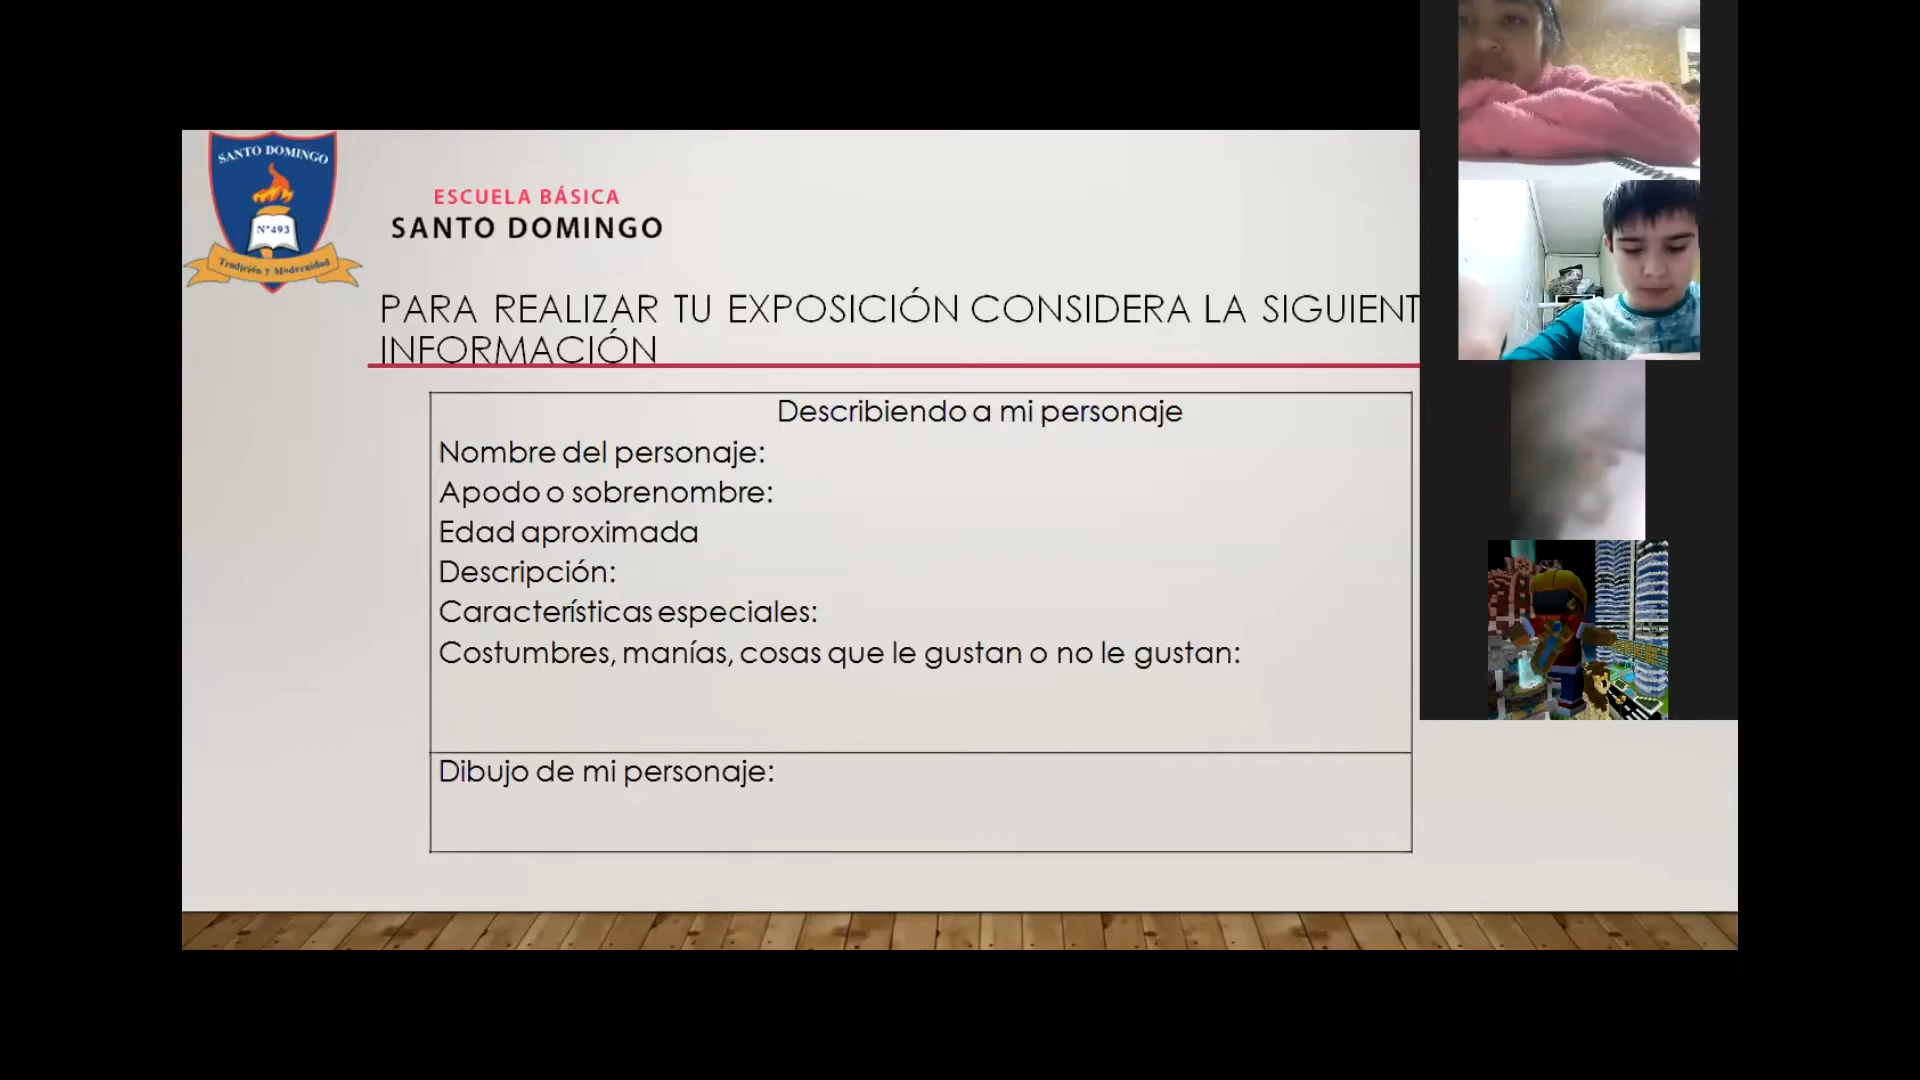 SANTO DOMINGO
N°493
Tradición y Modernidad
ESCUELA BÁSICA
SANTO DOMINGO
PARA REALIZAR TU EXPOSICIÓN CONSIDERA LA SIGUIENT
INFORMACIÓN
Describiendo a mi personaje
Nombre del personaje:
Apodo o sobrenombre:
Edad aproximada
Descripción:
Características especiales:
Costumbres, manías, cosas que le gustan o no le gustan:
Dibujo de mi personaje: